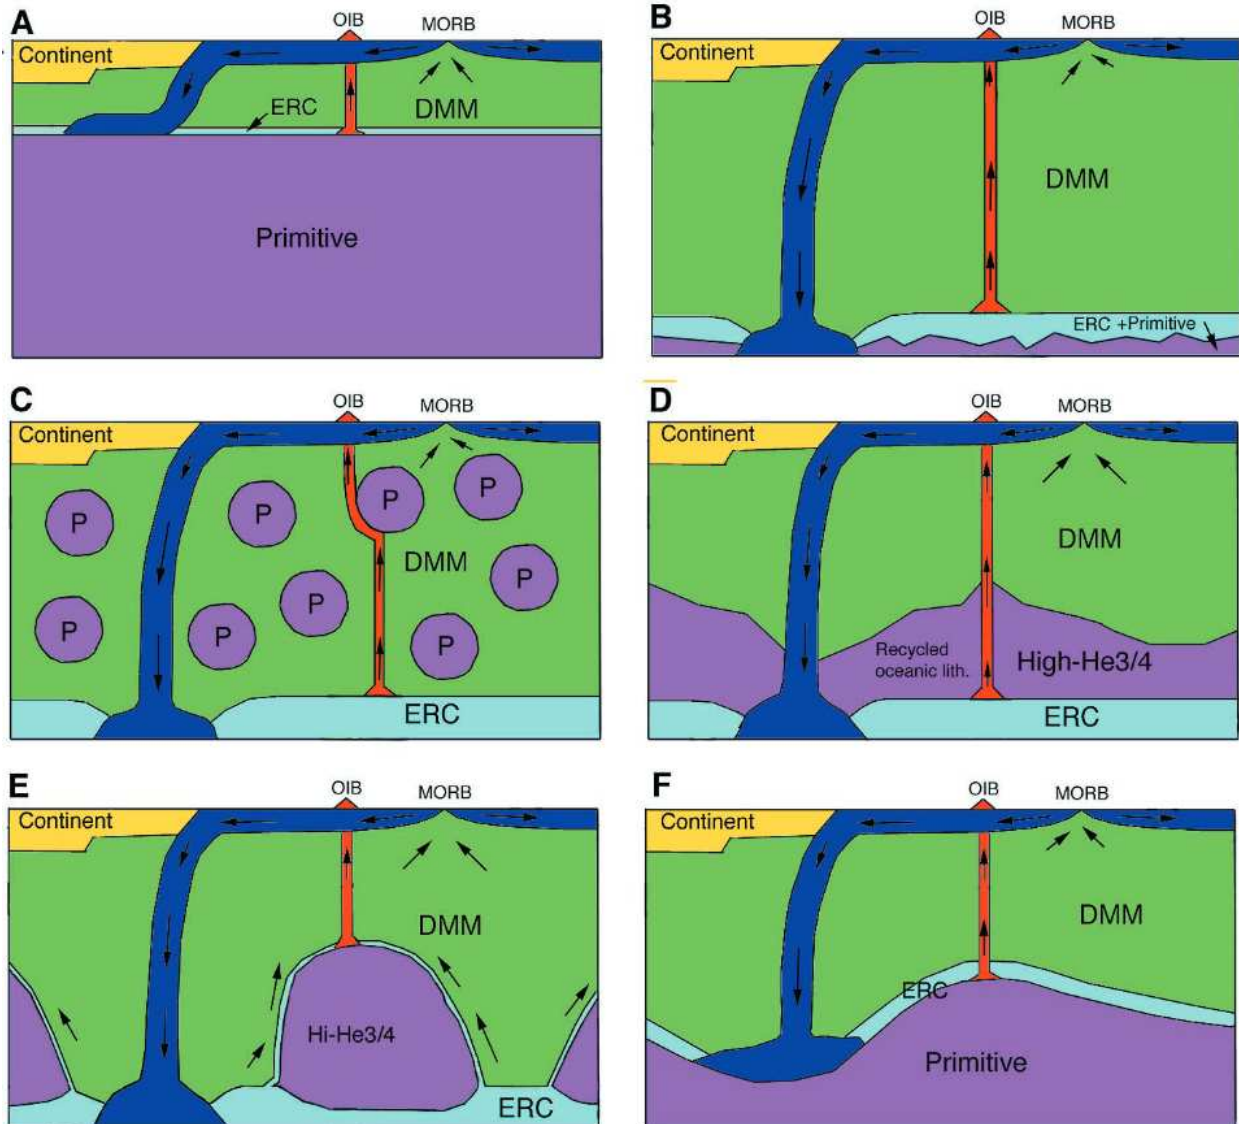 A
OIB
MORB
Continent
ERC
DMM
Primitive
B
OIB
MORB
Continent
DMM
ERC +Primitive
C
OIB
MORB
Continent
P
P
P
P
P
DMM
P
P
P
P
ERC
D
OIB
MORB
Continent
DMM
Recycled
oceanic lith.
High-He3/4
ERC
E
OIB
MORB
Continent
DMM
Hi-He3/4
ERC
F
OIB
MORB
Continent
DMM
ERC
Primitive